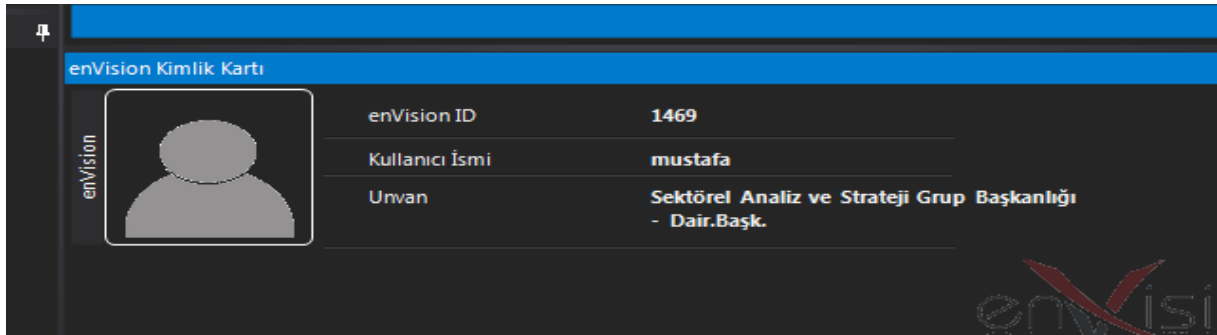 enVision Kimlik Kartı
enVision
enVision ID 1469
Kullanıcı İsmi mustafa
Unvan Sektörel Analiz ve Strateji Grup Başkanlığı
- Dair.Başk.
enVisi